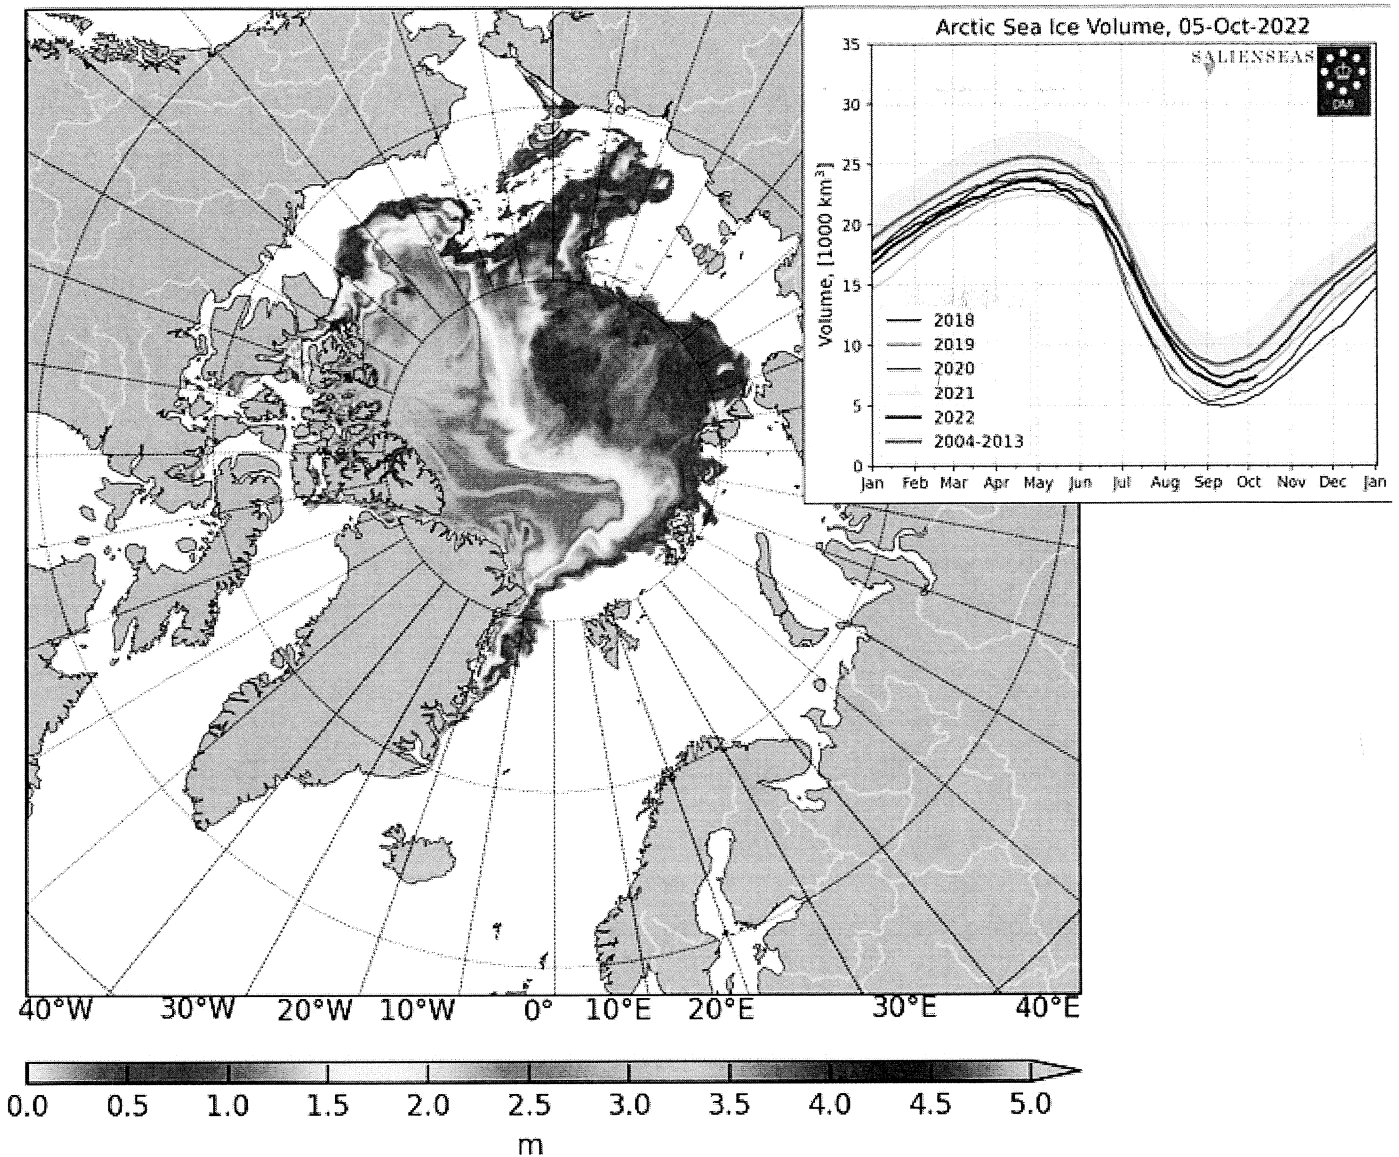 Arctic Sea Ice Volume, 05-Oct-2022
SALIENSEAS
DMI
35
30
25
20
15
10
5
0
Volume, [1000 km³]
2018
2019
2020
2021
2022
2004-2013
Jan Feb Mar Apr May Jun Jul Aug Sep Oct Nov Dec Jan
40°W 30°W 20°W 10°W 0° 10°E 20°E 30°E 40°E
0.0 0.5 1.0 1.5 2.0 2.5 3.0 3.5 4.0 4.5 5.0
m